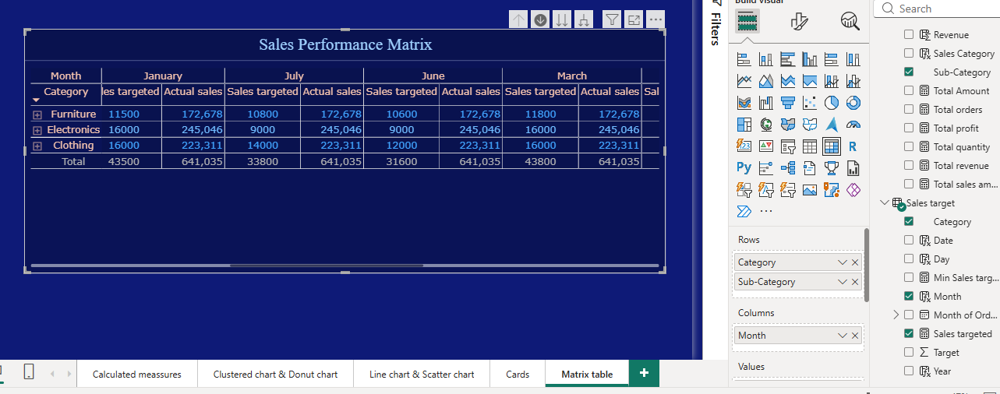 Build visual
Search
Filters
Sales Performance Matrix
Month January July June March
Category les targeted Actual sales Sales targeted Actual sales Sales targeted Actual sales Sales targeted Actual sales Sal
Furniture 11500 172,678 10800 172,678 10600 172,678 11800 172,678
Electronics 16000 245,046 9000 245,046 9000 245,046 16000 245,046
Clothing 16000 223,311 14000 223,311 12000 223,311 16000 223,311
Total 43500 641,035 33800 641,035 31600 641,035 43800 641,035
123
R
Py
...
Rows
Category
Sub-Category
Columns
Month
Values
Revenue
Sales Category
Sub-Category
Total Amount
Total orders
Total profit
Total quantity
Total revenue
Total sales am...
Sales target
Category
Date
Day
Min Sales targ...
Month
Month of Ord...
Sales targeted
Target
Year
Calculated meassures
Clustered chart & Donut chart
Line chart & Scatter chart
Cards
Matrix table